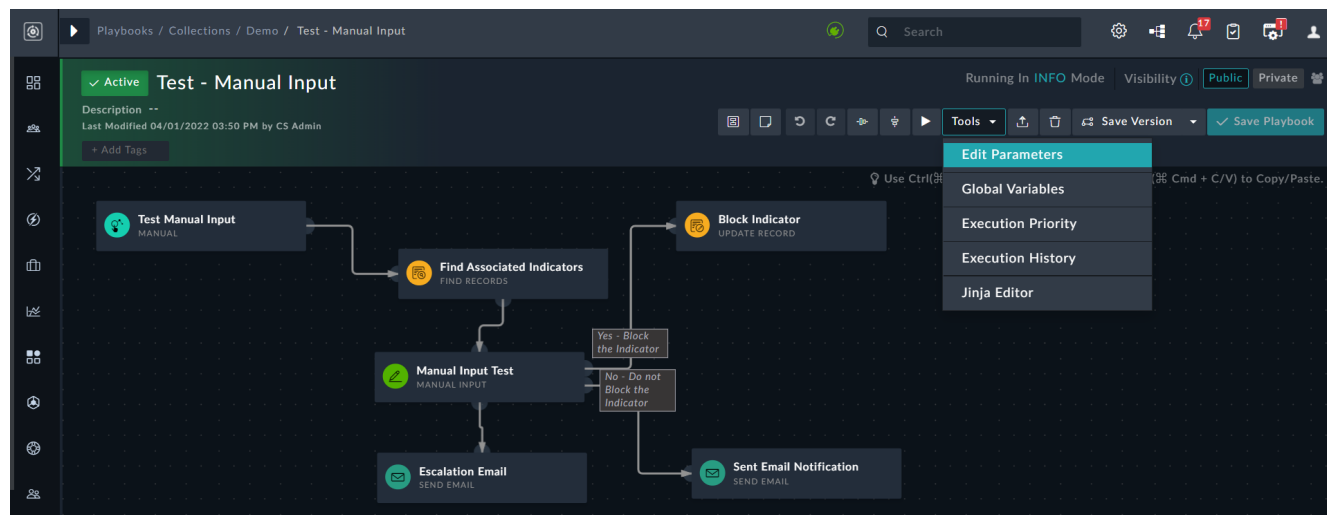 Playbooks / Collections / Demo / Test - Manual Input
Search
17
!
Active
Test - Manual Input
Running In INFO Mode
Visibility
Public
Private
Description --
Last Modified 04/01/2022 03:50 PM by CS Admin
+ Add Tags
Tools
Save Version
Save Playbook
Edit Parameters
Global Variables
Execution Priority
Execution History
Jinja Editor
Use Ctrl(⌘
(⌘ Cmd + C/V) to Copy/Paste.
Test Manual Input
MANUAL
Block Indicator
UPDATE RECORD
Find Associated Indicators
FIND RECORDS
Yes - Block
the Indicator
Manual Input Test
MANUAL INPUT
No - Do not
Block the
Indicator
Escalation Email
SEND EMAIL
Sent Email Notification
SEND EMAIL